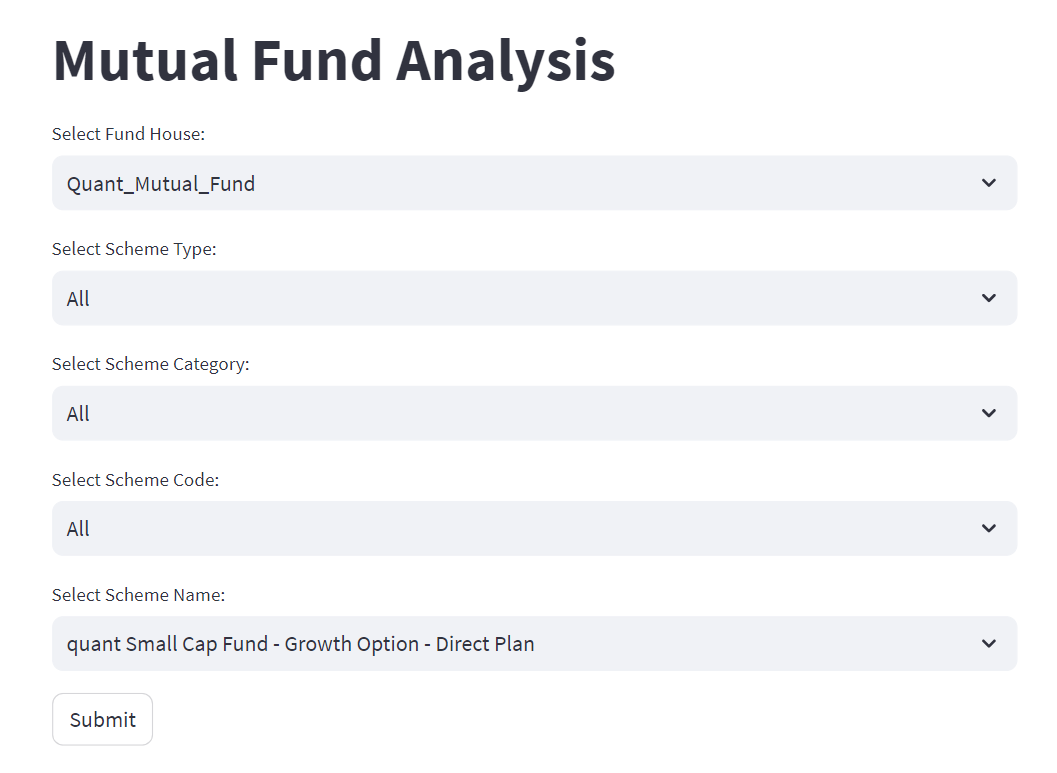 Mutual Fund Analysis
Select Fund House:
Quant_Mutual_Fund
Select Scheme Type:
All
Select Scheme Category:
All
Select Scheme Code:
All
Select Scheme Name:
quant Small Cap Fund - Growth Option - Direct Plan
Submit